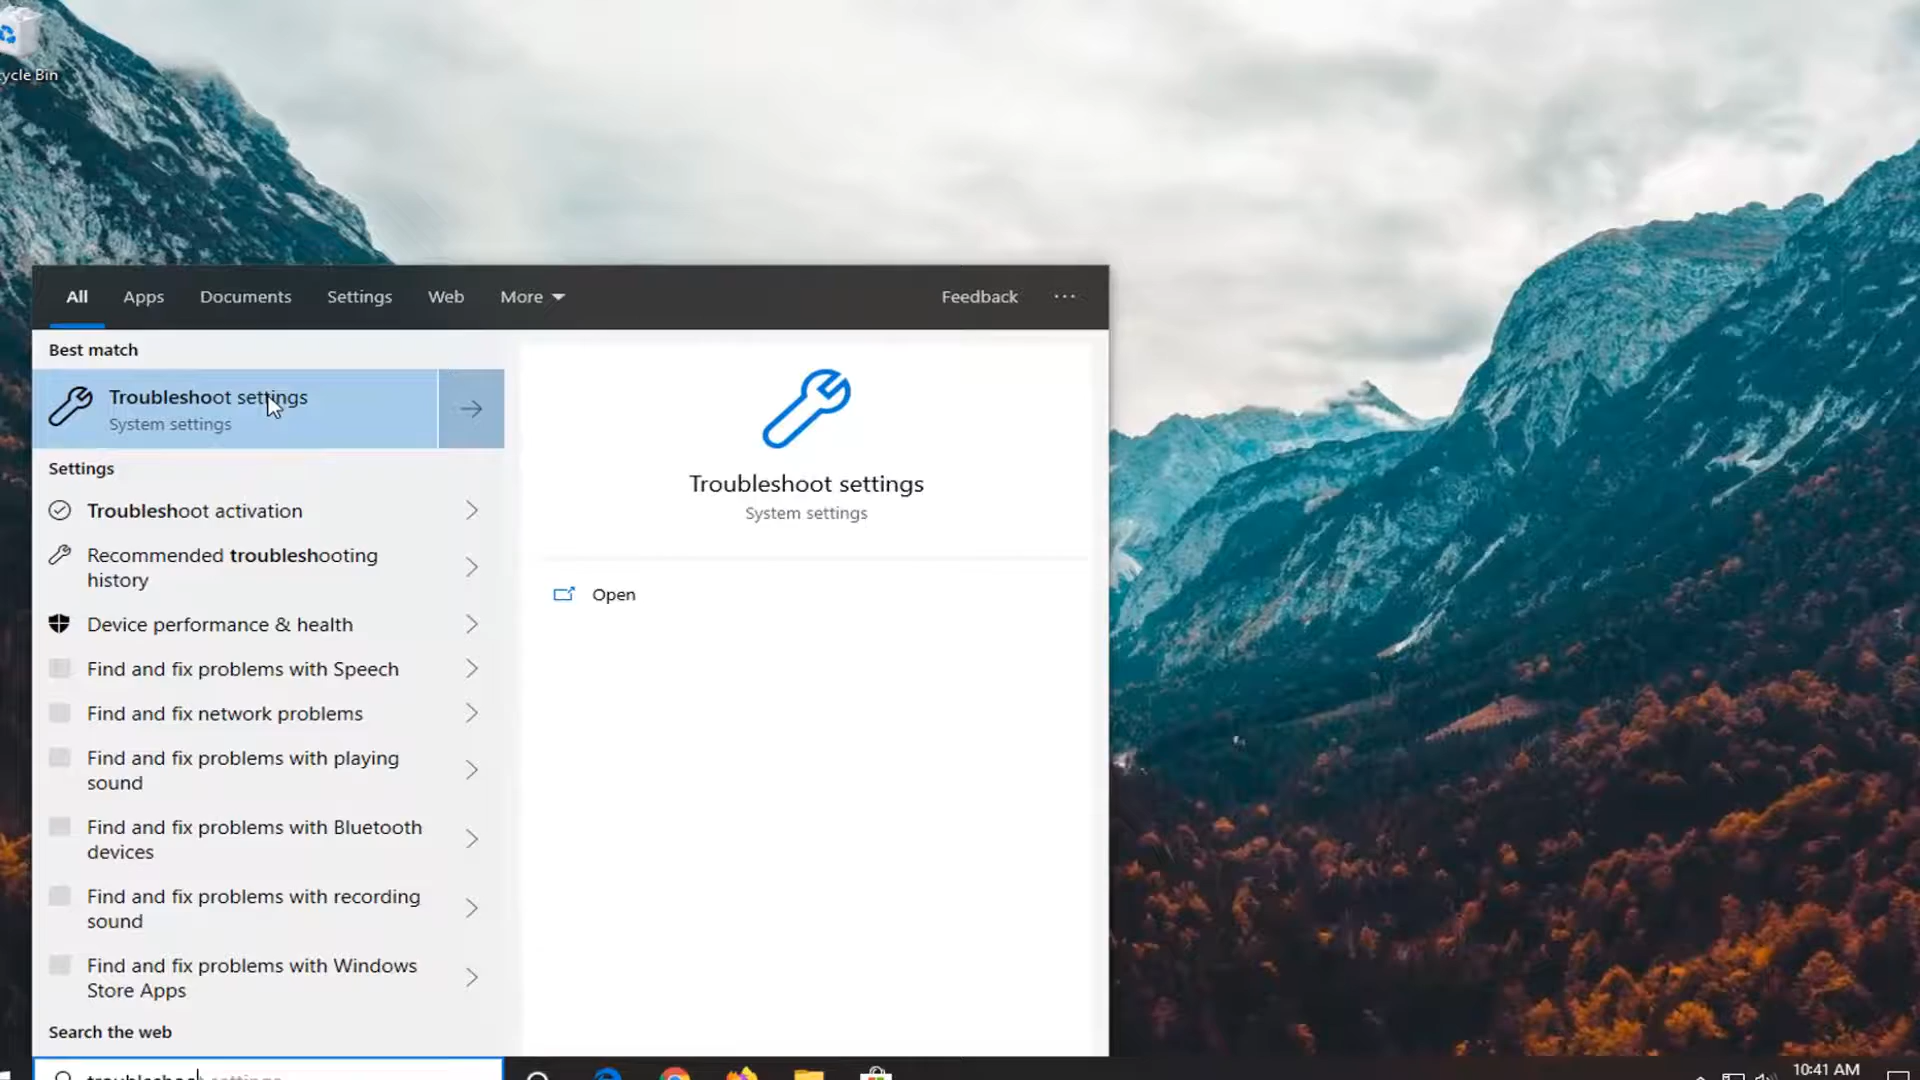 cycle Bin
All Apps Documents Settings Web More Feedback ...
Best match
Troubleshoot settings
System settings
Settings
Troubleshoot activation
Recommended troubleshooting
history
Device performance & health
Find and fix problems with Speech
Find and fix network problems
Find and fix problems with playing
sound
Find and fix problems with Bluetooth
devices
Find and fix problems with recording
sound
Find and fix problems with Windows
Store Apps
Search the web
troubleshoot settings
Troubleshoot settings
System settings
Open
10:41 AM